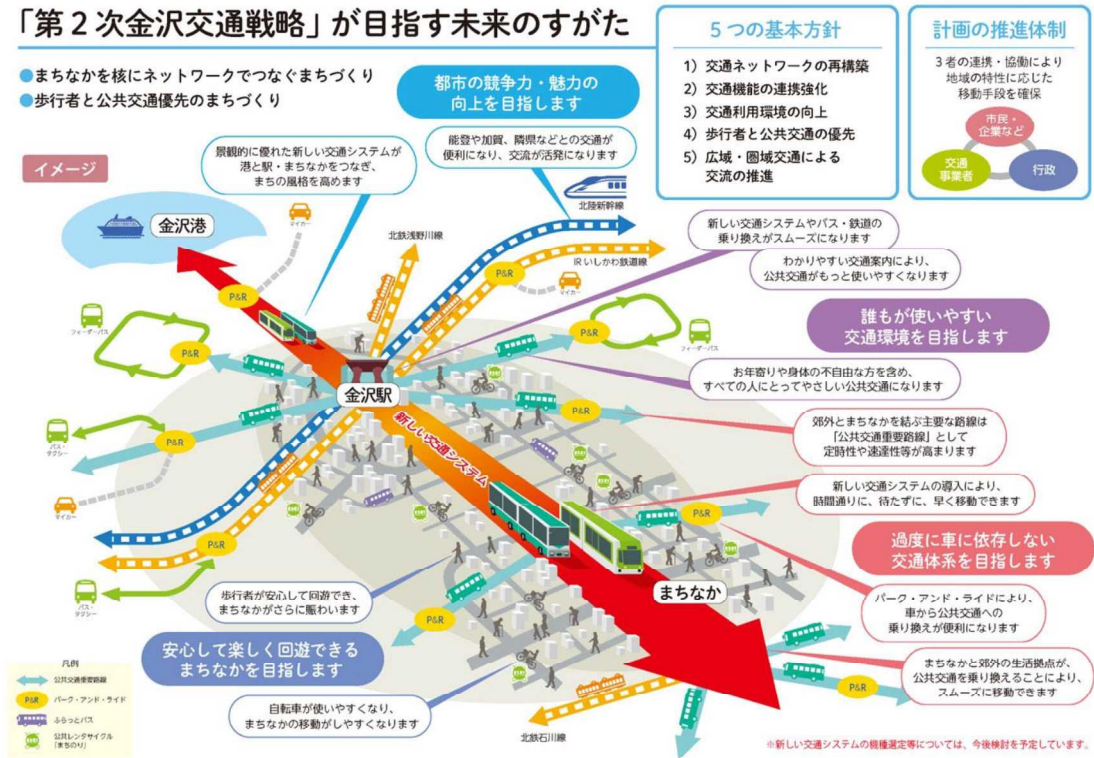 「第2次金沢交通戦略」が目指す未来のすがた
●まちなかを核にネットワークでつなぐまちづくり
●歩行者と公共交通優先のまちづくり
5つの基本方針
1）交通ネットワークの再構築
2）交通機能の連携強化
3）交通利用環境の向上
4）歩行者と公共交通の優先
5）広域・圏域交通による
交流の推進
計画の推進体制
3者の連携・協働により
地域の特性に応じた
移動手段を確保
市民・
企業など
交通
事業者
行政
都市の競争力・魅力の
向上を目指します
イメージ
景観的に優れた新しい交通システムが
港と駅・まちなかをつなぎ、
まちの風格を高めます
能登や加賀、隣県などとの交通が
便利になり、交流が活発になります
北陸新幹線
金沢港
マイカー
北鉄浅野川線
IRいしかわ鉄道線
P&R
マイカー
新しい交通システムやバス・鉄道の
乗り換えがスムーズになります
わかりやすい交通案内により、
公共交通がもっと使いやすくなります
P&R
フィーダーバス
P&R
P&R
フィーダーバス
誰もが使いやすい
交通環境を目指します
お年寄りや身体の不自由な方を含め、
すべての人にとってやさしい公共交通になります
金沢駅
P&R
新しい交通システム
郊外とまちなかを結ぶ主要な路線は
「公共交通重要路線」として
定時性や速達性等が高まります
バス・
タクシー
P&R
マイカー
新しい交通システムの導入により、
時間通りに、待たずに、早く移動できます
P&R
P&R
過度に車に依存しない
交通体系を目指します
バス・
タクシー
まちなか
歩行者が安心して回遊でき、
まちなかがさらに賑わいます
P&R
パーク・アンド・ライドにより、
車から公共交通への
乗り換えが便利になります
安心して楽しく回遊できる
まちなかを目指します
まちなかと郊外の生活拠点が、
公共交通を乗り換えることにより、
スムーズに移動できます
P&R
自転車が使いやすくなり、
まちなかの移動がしやすくなります
北鉄石川線
凡例
公共交通重要路線
P&R
パーク・アンド・ライド
ふらっとバス
公共レンタサイクル
「まちのり」
※新しい交通システムの機種選定等については、今後検討を予定しています。